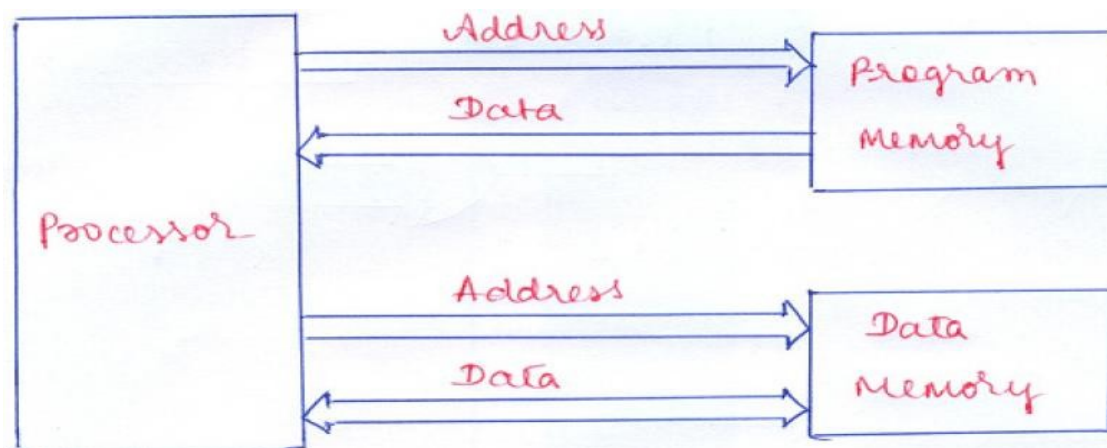 Address
Program
Data
Memory
Processor
Address
Data
Data
Memory